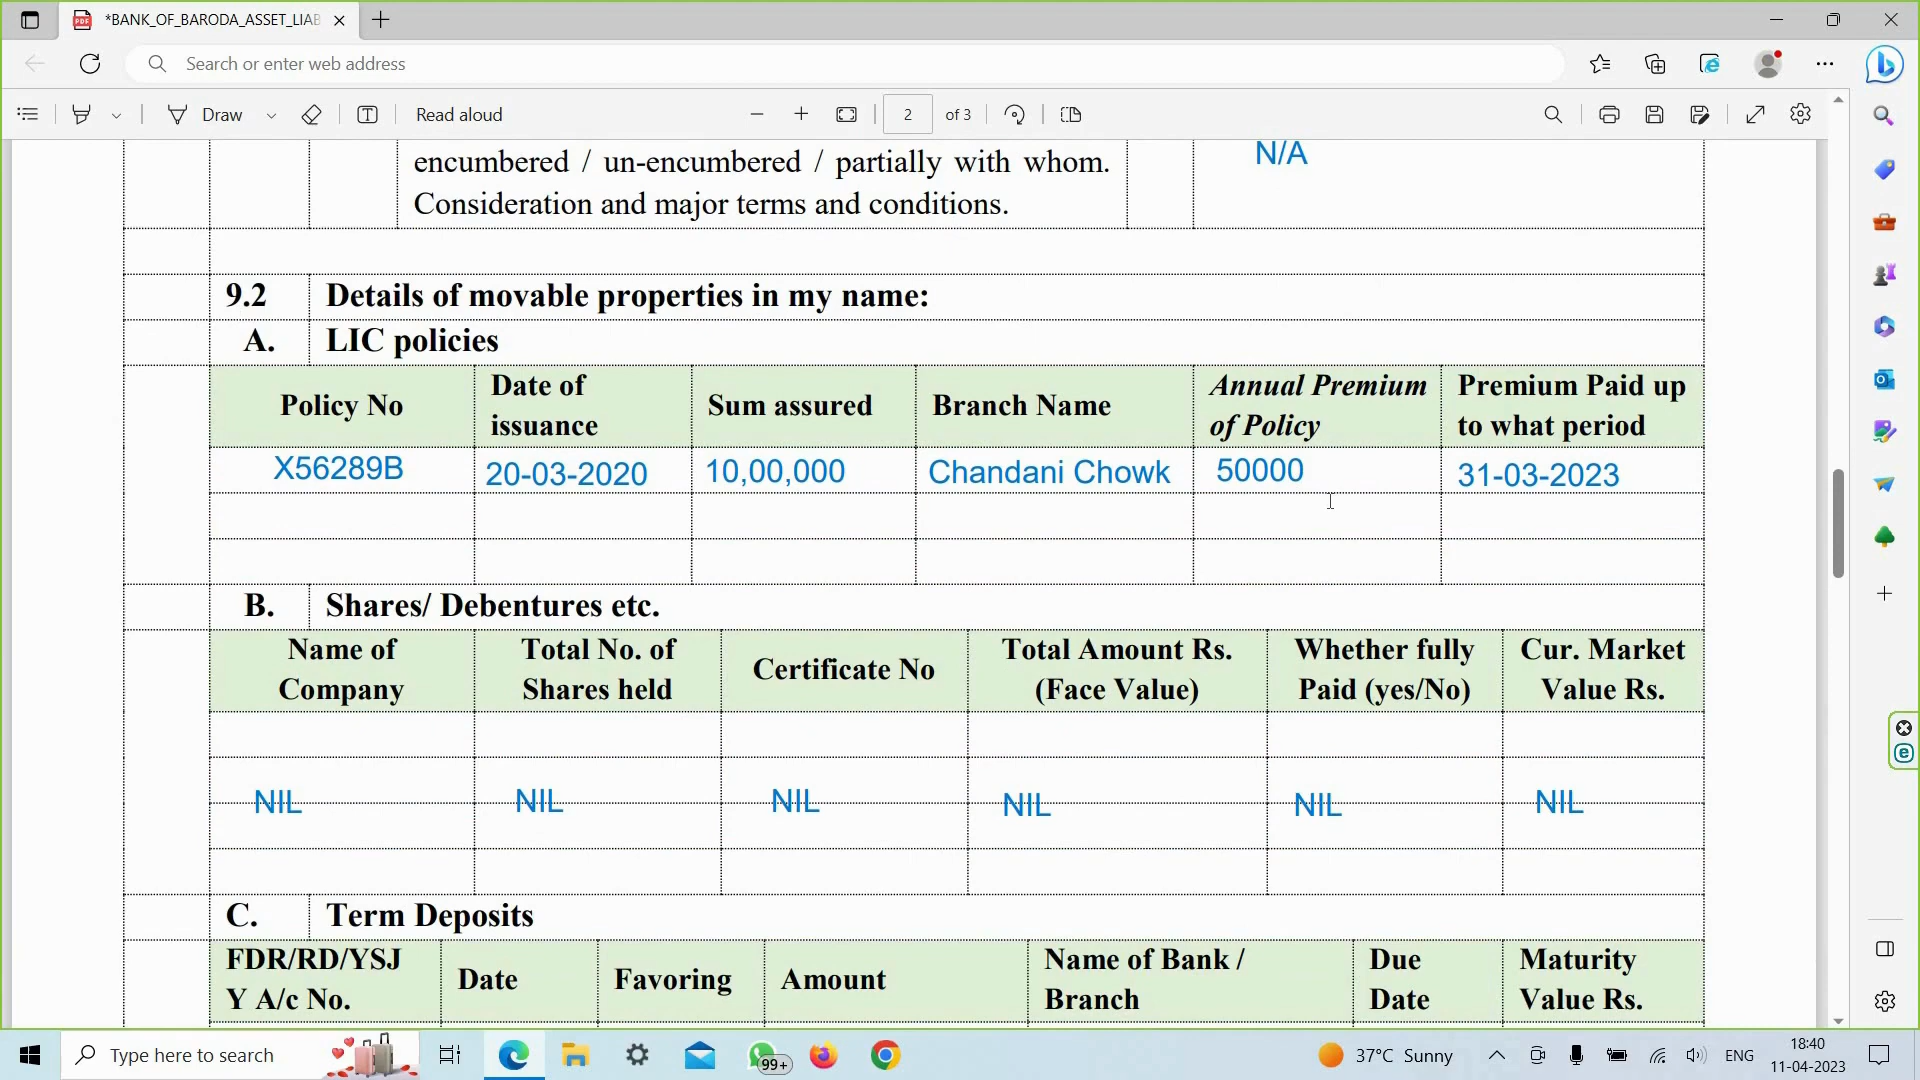 *BANK_OF_BARODA_ASSET_LIAB
Search or enter web address
Draw
Read aloud
2 of 3
encumbered / un-encumbered / partially with whom.
Consideration and major terms and conditions.
N/A
9.2 Details of movable properties in my name:
A. LIC policies
Policy No
Date of issuance
Sum assured
Branch Name
Annual Premium of Policy
Premium Paid up to what period
X56289B 20-03-2020 10,00,000 Chandani Chowk 50000 31-03-2023
B. Shares/ Debentures etc.
Name of Company
Total No. of Shares held
Certificate No
Total Amount Rs. (Face Value)
Whether fully Paid (yes/No)
Cur. Market Value Rs.
NIL NIL NIL NIL NIL NIL
C. Term Deposits
FDR/RD/YSJ Y A/c No.
Date
Favoring
Amount
Name of Bank / Branch
Due Date
Maturity Value Rs.
Type here to search
99+
37°C Sunny
ENG
18:40
11-04-2023